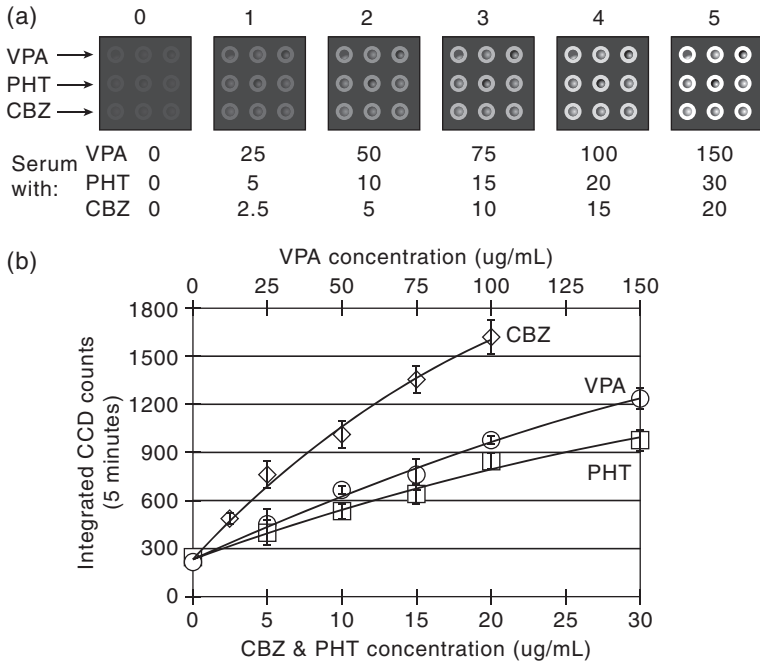 (a)
0 1 2 3 4 5
VPA
PHT
CBZ
Serum with:
VPA 0 25 50 75 100 150
PHT 0 5 10 15 20 30
CBZ 0 2.5 5 10 15 20
(b)
VPA concentration (ug/mL)
0 25 50 75 100 125 150
Integrated CCD counts
(5 minutes)
1800
1500
1200
900
600
300
0
CBZ
VPA
PHT
0 5 10 15 20 25 30
CBZ & PHT concentration (ug/mL)